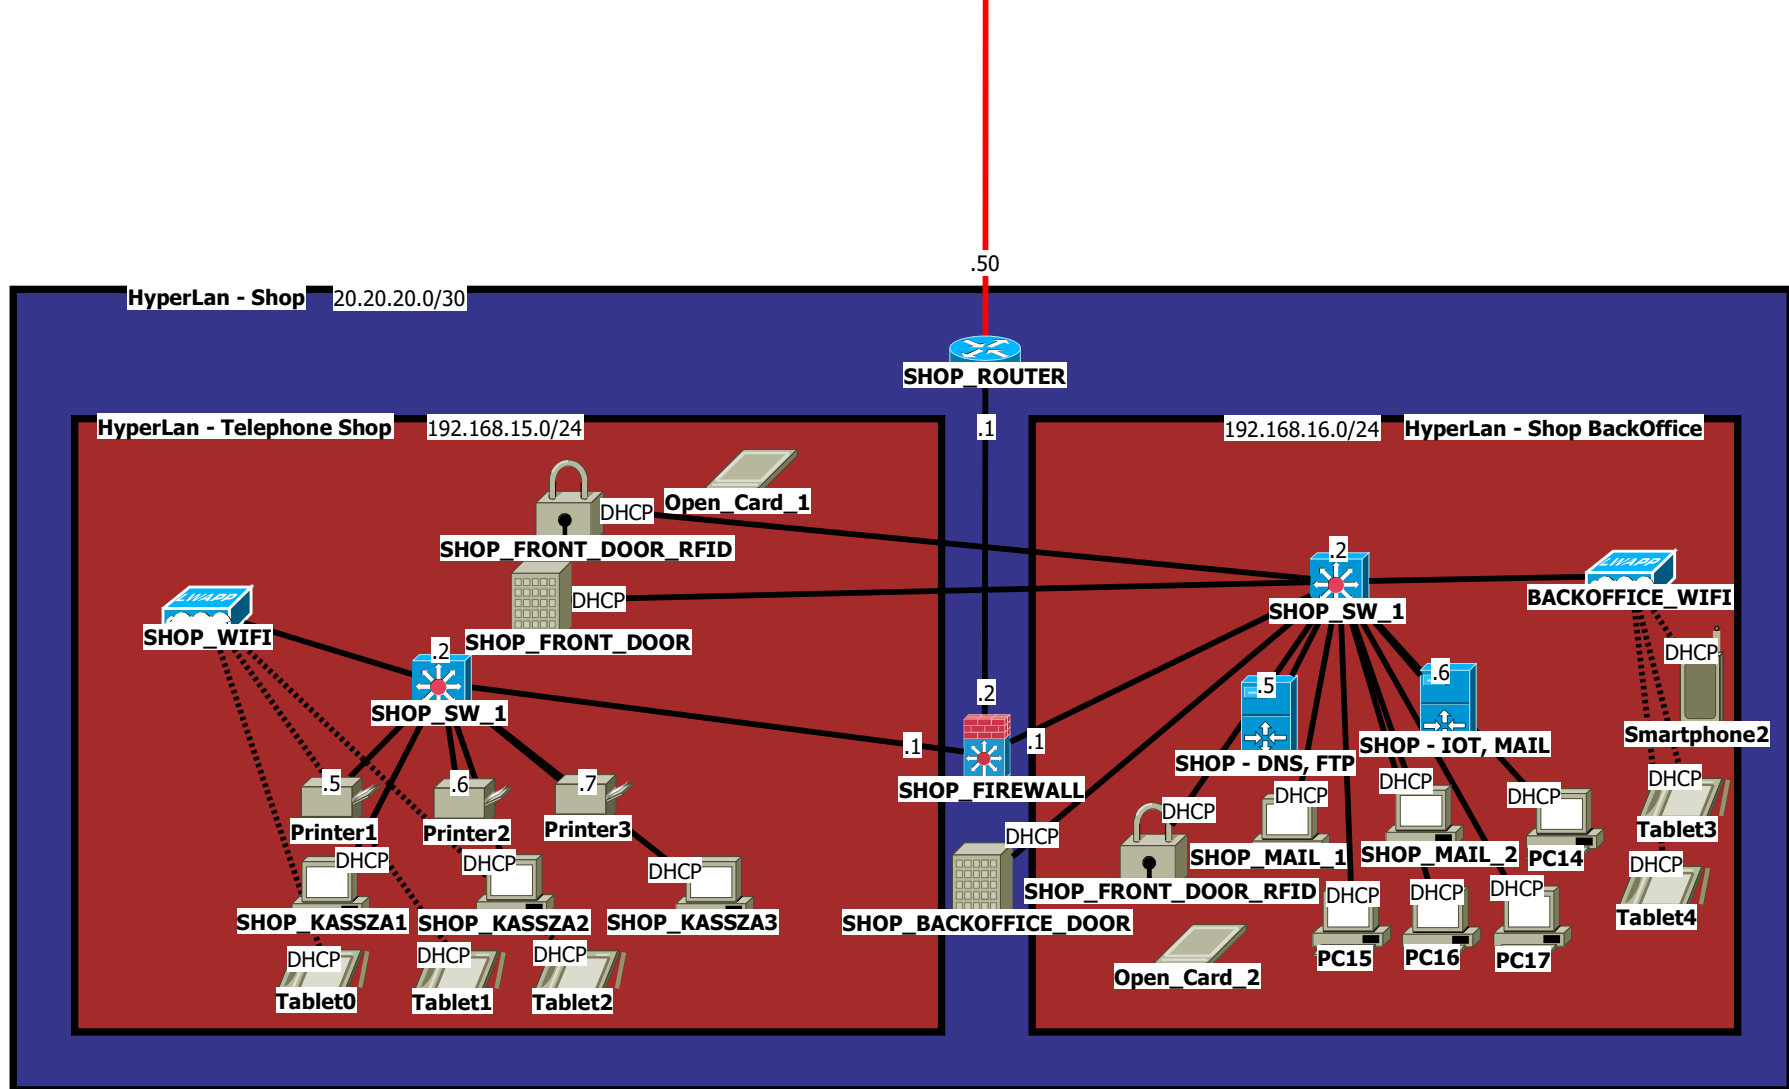 .50
HyperLan - Shop
20.20.20.0/30
SHOP_ROUTER
HyperLan - Telephone Shop
192.168.15.0/24
.1
192.168.16.0/24
HyperLan - Shop BackOffice
Open_Card_1
DHCP
SHOP_FRONT_DOOR_RFID
DHCP
SHOP_FRONT_DOOR
LWAPP
SHOP_WIFI
.2
SHOP_SW_1
.5
Printer1
.6
Printer2
.7
Printer3
DHCP
SHOP_KASSZA1
DHCP
SHOP_KASSZA2
DHCP
SHOP_KASSZA3
DHCP
Tablet0
DHCP
Tablet1
DHCP
Tablet2
.2
.1
.1
SHOP_FIREWALL
.2
SHOP_SW_1
LWAPP
BACKOFFICE_WIFI
DHCP
Smartphone2
.5
SHOP - DNS, FTP
.6
SHOP - IOT, MAIL
DHCP
SHOP_BACKOFFICE_DOOR
DHCP
SHOP_FRONT_DOOR_RFID
DHCP
SHOP_MAIL_1
DHCP
SHOP_MAIL_2
DHCP
PC14
DHCP
Tablet3
DHCP
Tablet4
DHCP
PC15
DHCP
PC16
DHCP
PC17
Open_Card_2